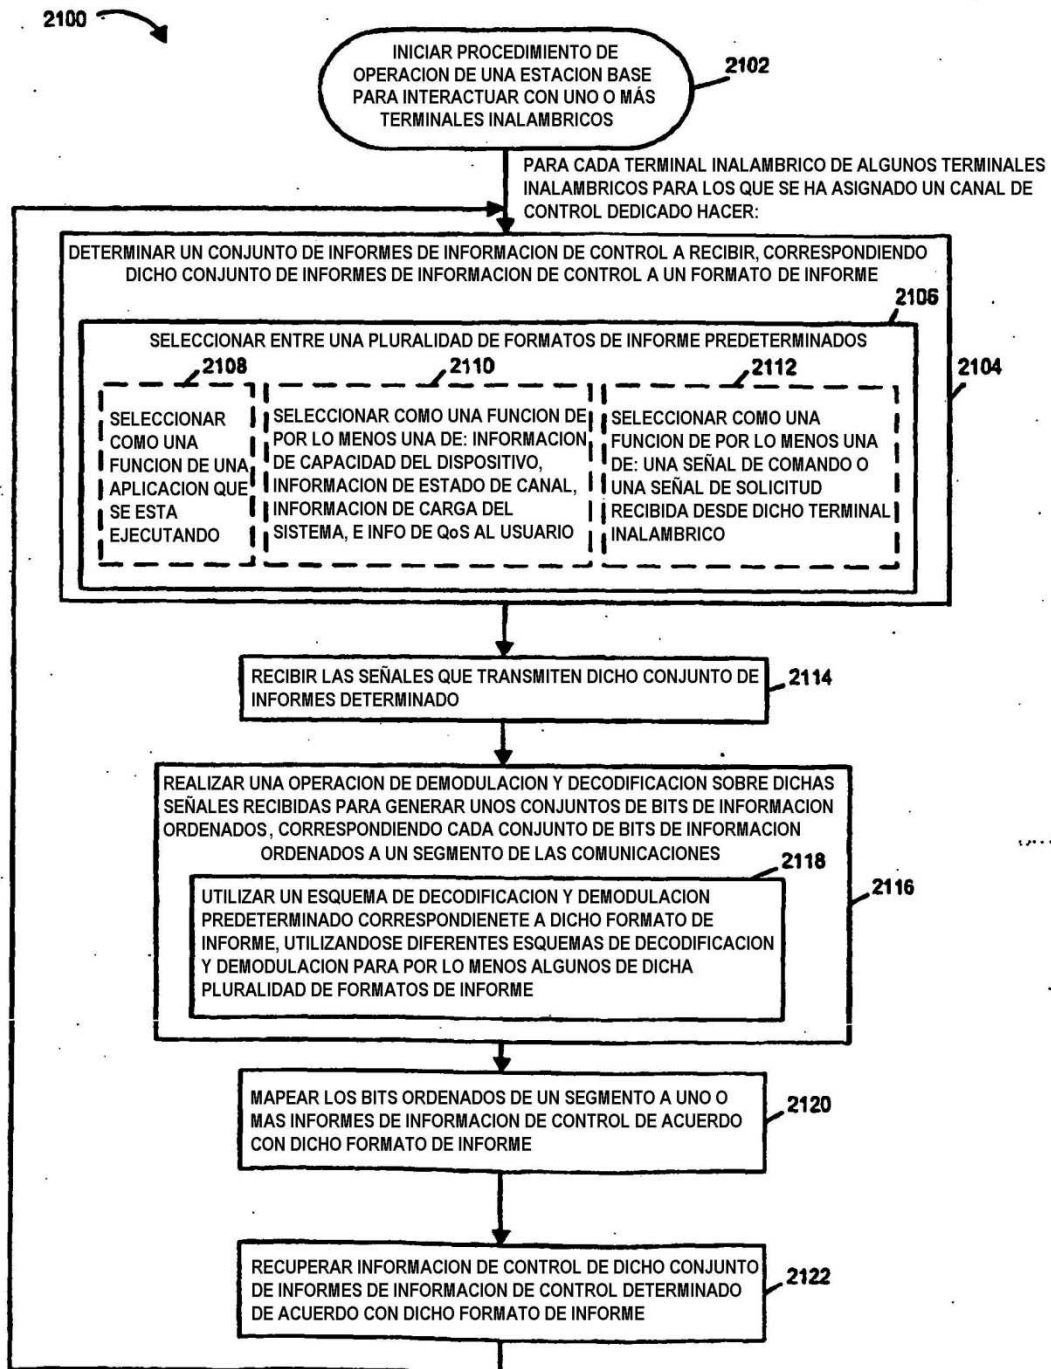 2100
INICIAR PROCEDIMIENTO DE
OPERACION DE UNA ESTACION BASE
PARA INTERACTUAR CON UNO O MÁS
TERMINALES INALAMBRICOS
2102
PARA CADA TERMINAL INALAMBRICO DE ALGUNOS TERMINALES
INALAMBRICOS PARA LOS QUE SE HA ASIGNADO UN CANAL DE
CONTROL DEDICADO HACER:
DETERMINAR UN CONJUNTO DE INFORMES DE INFORMACION DE CONTROL A RECIBIR, CORRESPONDIENDO
DICHO CONJUNTO DE INFORMES DE INFORMACION DE CONTROL A UN FORMATO DE INFORME
2106
SELECCIONAR ENTRE UNA PLURALIDAD DE FORMATOS DE INFORME PREDETERMINADOS
2104
2108
SELECCIONAR
COMO UNA
FUNCION DE UNA
APLICACION QUE
SE ESTA
EJECUTANDO
2110
SELECCIONAR COMO UNA FUNCION DE
POR LO MENOS UNA DE: INFORMACION
DE CAPACIDAD DEL DISPOSITIVO,
INFORMACION DE ESTADO DE CANAL,
INFORMACION DE CARGA DEL
SISTEMA, E INFO DE QoS AL USUARIO
2112
SELECCIONAR COMO UNA
FUNCION DE POR LO MENOS UNA
DE: UNA SEÑAL DE COMANDO O
UNA SEÑAL DE SOLICITUD
RECIBIDA DESDE DICHO TERMINAL
INALAMBRICO
RECIBIR LAS SEÑALES QUE TRANSMITEN DICHO CONJUNTO DE
INFORMES DETERMINADO
2114
REALIZAR UNA OPERACION DE DEMODULACION Y DECODIFICACION SOBRE DICHAS
SEÑALES RECIBIDAS PARA GENERAR UNOS CONJUNTOS DE BITS DE INFORMACION
ORDENADOS, CORRESPONDIENDO CADA CONJUNTO DE BITS DE INFORMACION
ORDENADOS A UN SEGMENTO DE LAS COMUNICACIONES
2118
2116
UTILIZAR UN ESQUEMA DE DECODIFICACION Y DEMODULACION
PREDETERMINADO CORRESPONDIENETE A DICHO FORMATO DE
INFORME, UTILIZANDOSE DIFERENTES ESQUEMAS DE DECODIFICACION
Y DEMODULACION PARA POR LO MENOS ALGUNOS DE DICHA
PLURALIDAD DE FORMATOS DE INFORME
MAPEAR LOS BITS ORDENADOS DE UN SEGMENTO A UNO O
MAS INFORMES DE INFORMACION DE CONTROL DE ACUERDO
CON DICHO FORMATO DE INFORME
2120
RECUPERAR INFORMACION DE CONTROL DE DICHO CONJUNTO
DE INFORMES DE INFORMACION DE CONTROL DETERMINADO
DE ACUERDO CON DICHO FORMATO DE INFORME
2122